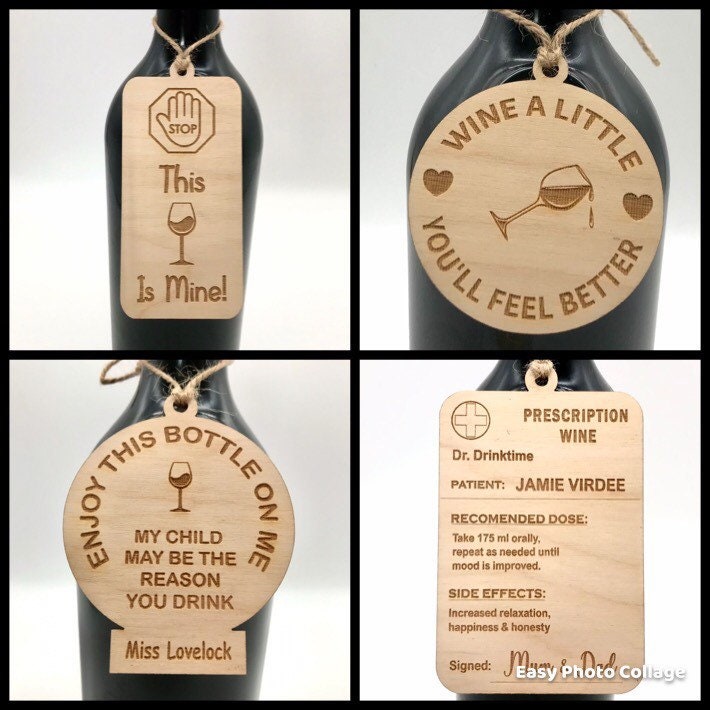 STOP
This
Is Mine!
WINE A LITTLE
YOU'LL FEEL BETTER
ENJOY THIS BOTTLE ON ME
MY CHILD
MAY BE THE
REASON
YOU DRINK
Miss Lovelock
PRESCRIPTION
WINE
Dr. Drinktime
PATIENT: JAMIE VIRDEE
RECOMENDED DOSE:
Take 175 ml orally,
repeat as needed until
mood is improved.
SIDE EFFECTS:
Increased relaxation,
happiness & honesty
Signed: Mum & Dad
Easy Photo Collage